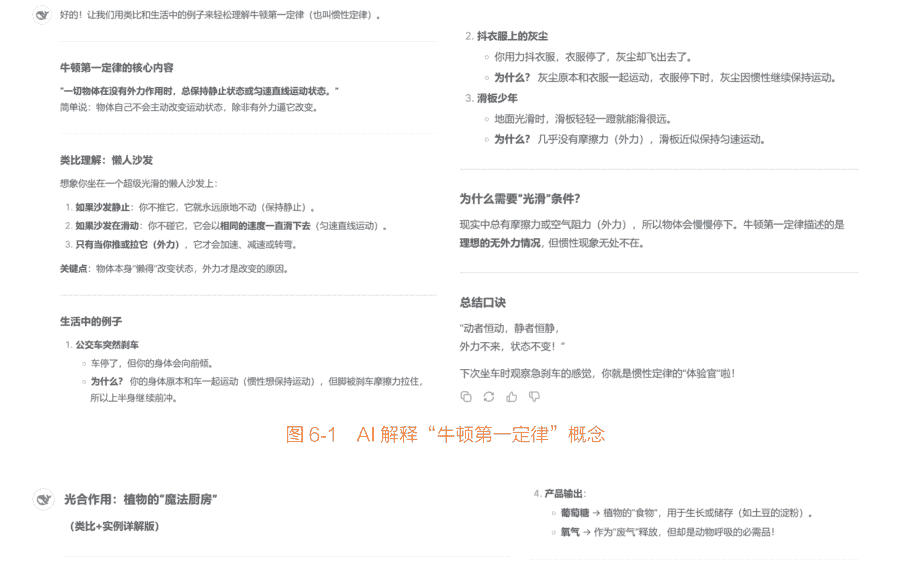 好的！让我们用类比和生活中的例子来轻松理解牛顿第一定律（也叫惯性定律）。
牛顿第一定律的核心内容
“一切物体在没有外力作用时，总保持静止状态或匀速直线运动状态。”
简单说：物体自己不会主动改变运动状态，除非有外力逼它改变。
类比理解：懒人沙发
想象你坐在一个超级光滑的懒人沙发上：
1. 如果沙发静止：你不推它，它就永远原地不动（保持静止）。
2. 如果沙发在滑动：你不碰它，它会以相同的速度一直滑下去（匀速直线运动）。
3. 只有当你推或拉它（外力），它才会加速、减速或转弯。
关键点：物体本身“懒得”改变状态，外力才是改变的原因。
生活中的例子
1. 公交车突然刹车
◦ 车停了，但你的身体会向前倾。
◦ 为什么？ 你的身体原本和车一起运动（惯性想保持运动），但脚被刹车摩擦力拉住，
所以上半身继续前冲。
2. 抖衣服上的灰尘
◦ 你用力抖衣服，衣服停了，灰尘却飞出去了。
◦ 为什么？ 灰尘原本和衣服一起运动，衣服停下时，灰尘因惯性继续保持运动。
3. 滑板少年
◦ 地面光滑时，滑板轻轻一蹬就能滑很远。
◦ 为什么？ 几乎没有摩擦力（外力），滑板近似保持匀速运动。
为什么需要“光滑”条件？
现实中总有摩擦力或空气阻力（外力），所以物体会慢慢停下。牛顿第一定律描述的是
理想的无外力情况，但惯性现象无处不在。
总结口诀
“动者恒动，静者恒静，
外力不来，状态不变！”
下次坐车时观察急刹车的感觉，你就是惯性定律的“体验官”啦！
图 6-1 AI 解释“牛顿第一定律”概念
光合作用：植物的“魔法厨房”
（类比+实例详解版）
4. 产品输出：
◦ 葡萄糖 → 植物的“食物”，用于生长或储存（如土豆的淀粉）。
◦ 氧气 → 作为“废气”释放，但却是动物呼吸的必需品！